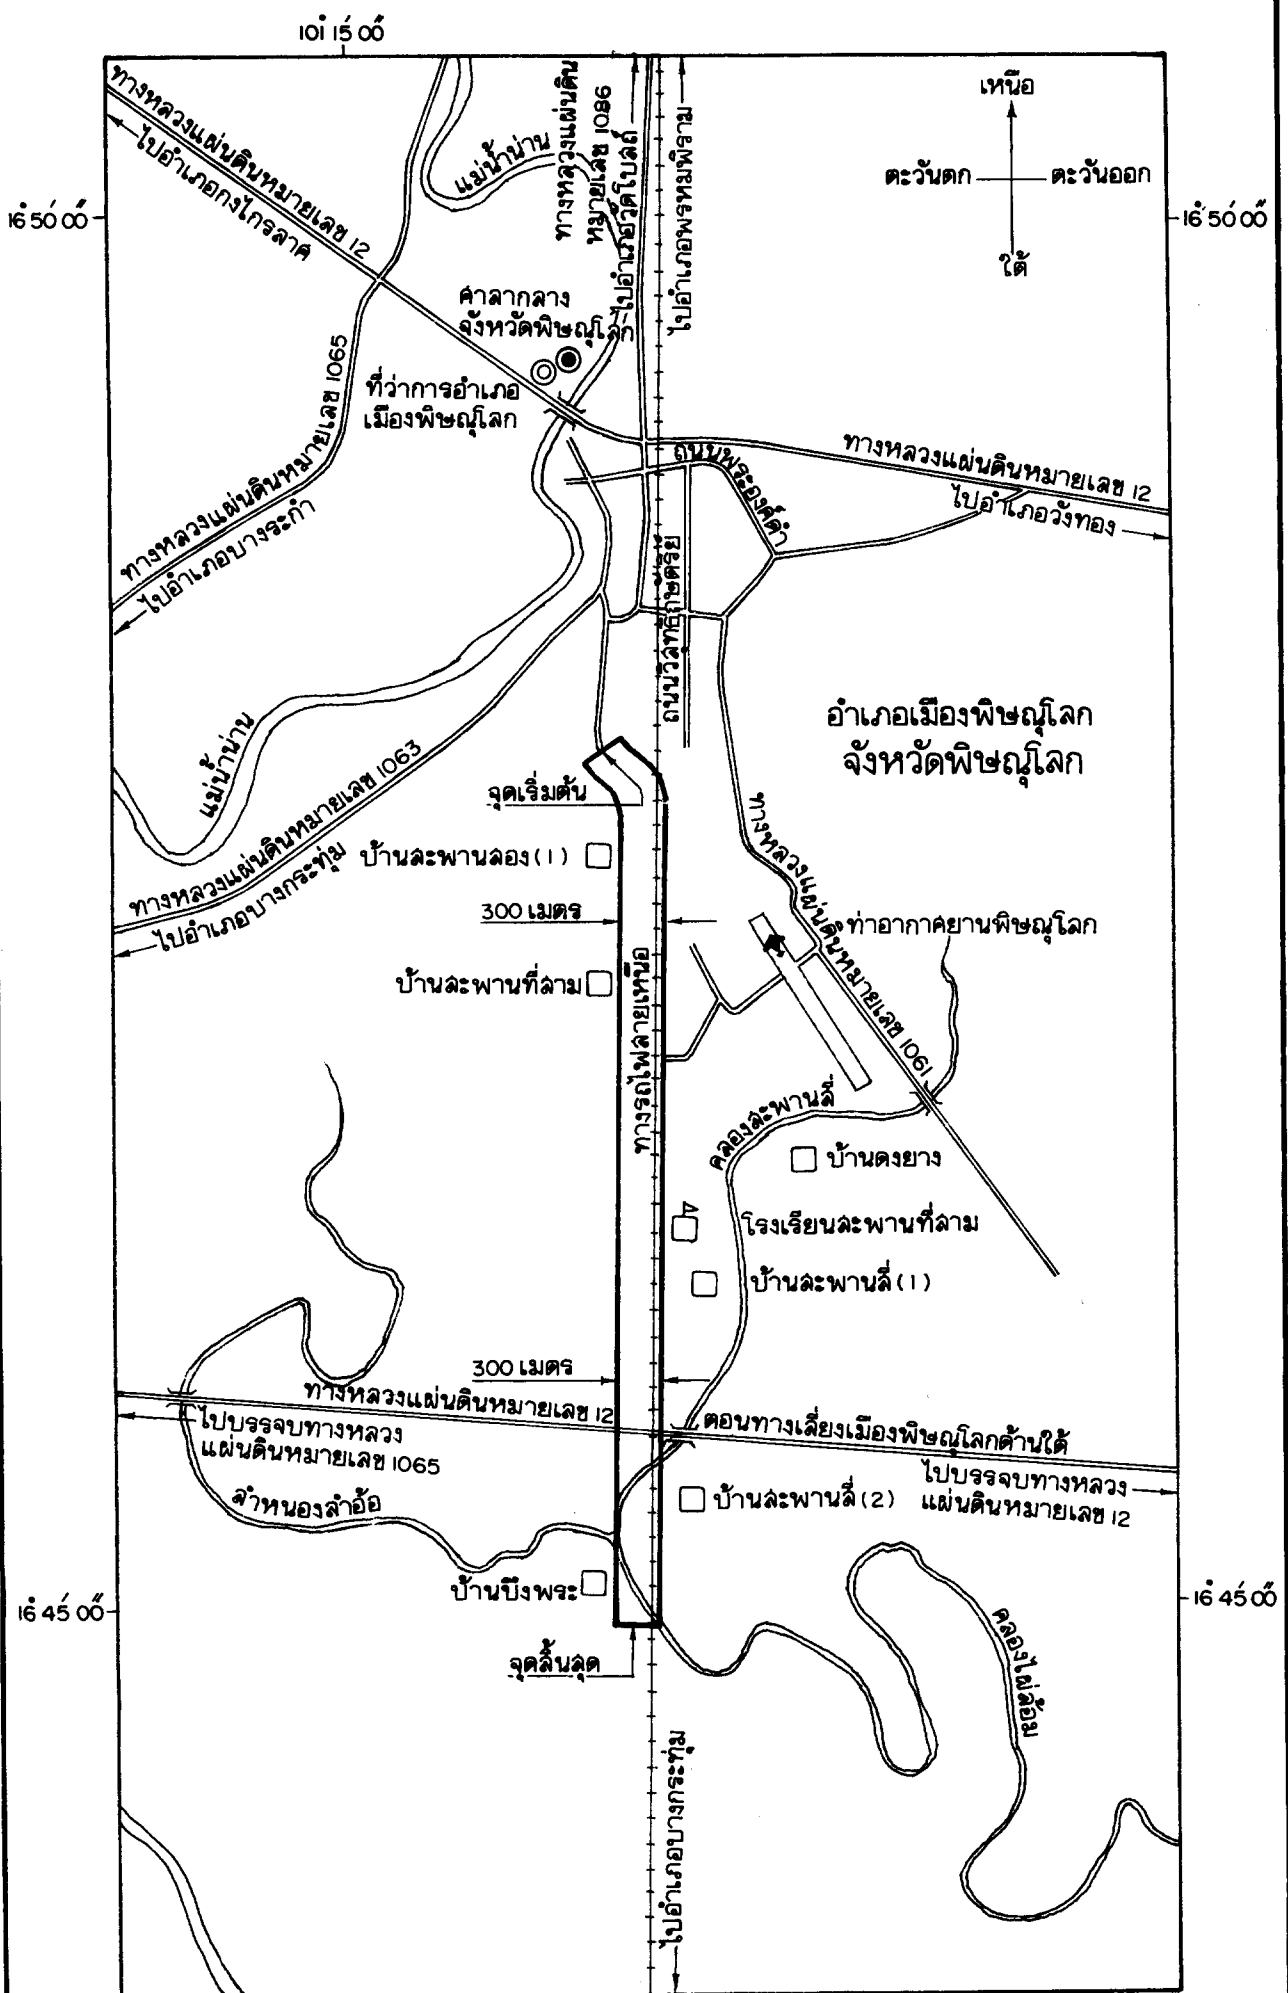 101° 15′ 00″
ทางหลวงแผ่นดินหมายเลข 12
ไปอำเภอกงไกรลาศ
แม่น้ำน่าน
ทางหลวงแผ่นดิน
หมายเลข 1086
ไปอำเภอวัดโบสถ์
ไปอำเภอพรหมพิราม
เหนือ
ตะวันตก
ตะวันออก
ใต้
16° 50′ 00″
16° 50′ 00″
ศาลากลาง
จังหวัดพิษณุโลก
ที่ว่าการอำเภอ
เมืองพิษณุโลก
ทางหลวงแผ่นดินหมายเลข 1065
ไปอำเภอบางระกำ
ทางหลวงแผ่นดินหมายเลข 12
ไปอำเภอวังทอง
ถนนพระองค์ดำ
ถนนวิสุทธิกษัตริย์
แม่น้ำน่าน
อำเภอเมืองพิษณุโลก
จังหวัดพิษณุโลก
ทางหลวงแผ่นดินหมายเลข 1063
ไปอำเภอบางกระทุ่ม
จุดเริ่มต้น
บ้านสะพานสอง (1)
300 เมตร
ทางหลวงแผ่นดินหมายเลข 1061
ท่าอากาศยานพิษณุโลก
บ้านสะพานที่สาม
ทางรถไฟสายเหนือ
คลองสะพานสี่
บ้านดงยาง
โรงเรียนสะพานที่สาม
บ้านสะพานสี่ (1)
300 เมตร
ทางหลวงแผ่นดินหมายเลข 12
ตอนทางเลี่ยงเมืองพิษณุโลกด้านใต้
ไปบรรจบทางหลวง
แผ่นดินหมายเลข 1065
ไปบรรจบทางหลวง
แผ่นดินหมายเลข 12
ลำหนองลำอ้อ
บ้านสะพานสี่ (2)
บ้านบึงพระ
16° 45′ 00″
16° 45′ 00″
จุดสิ้นสุด
คลองไผ่ล้อม
ไปอำเภอบางกระทุ่ม